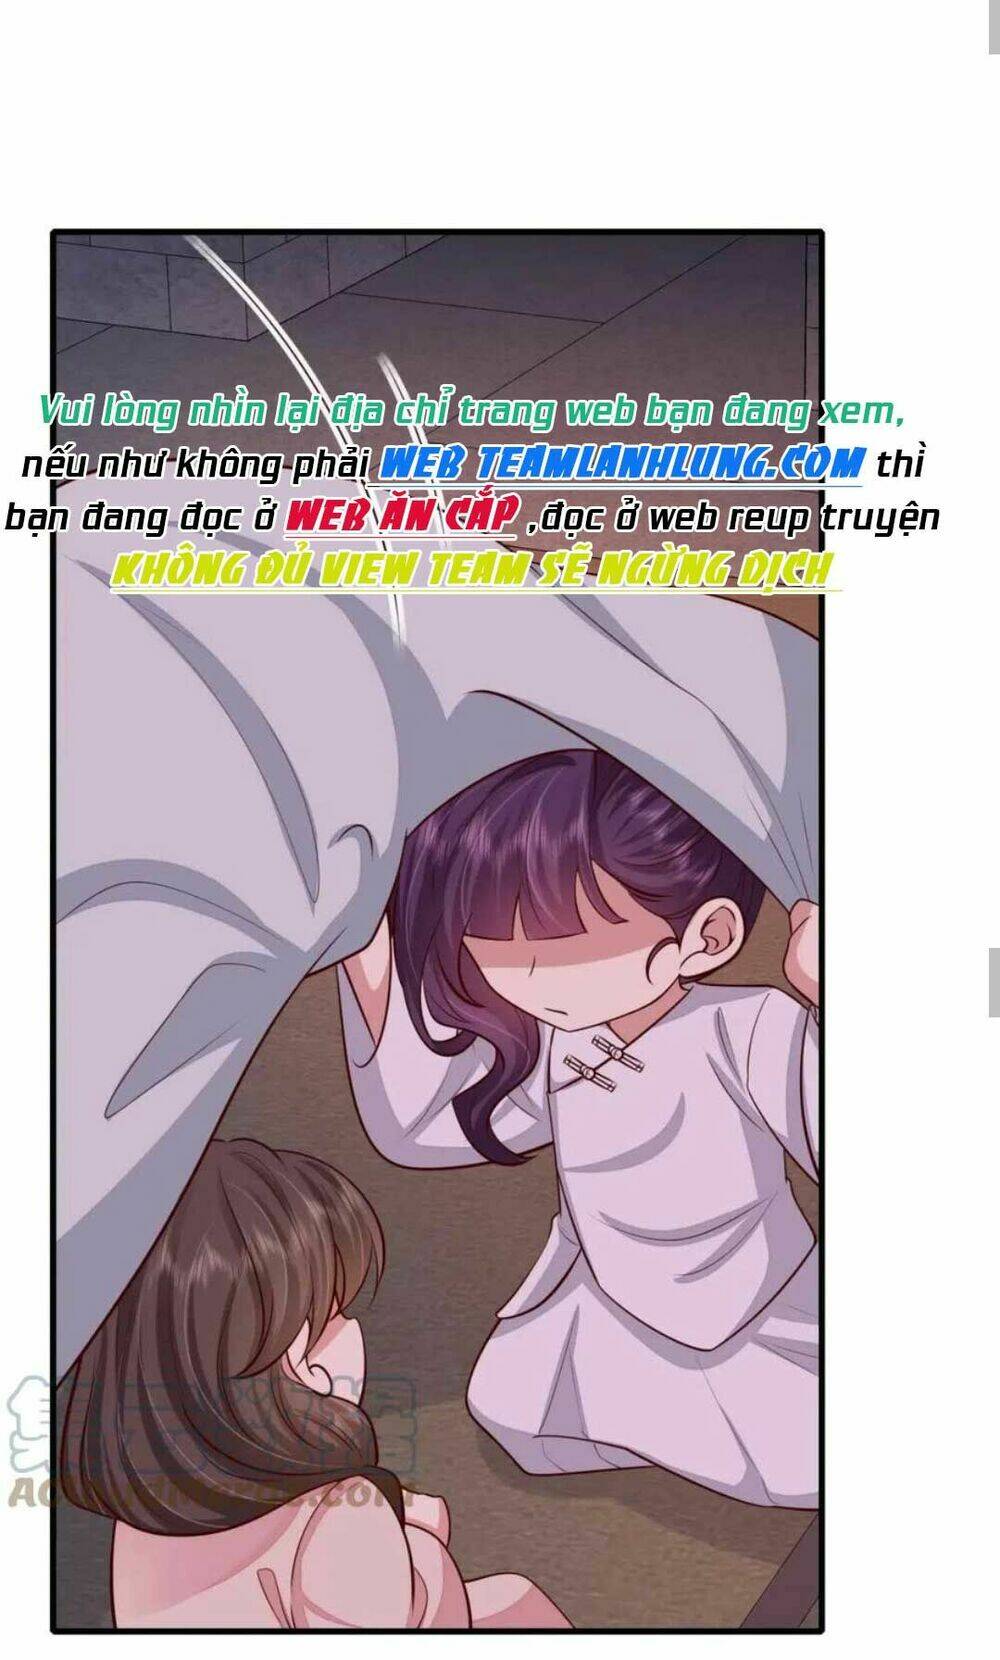 Vui lòng nhìn lại địa chỉ trang web bạn đang xem,
nếu như không phải WEB TEAMLANHLUNG.COM thì
bạn đang đọc ở WEB ĂN CẮP ,đọc ở web reup truyện
KHÔNG ĐỦ VIEW TEAM SẼ NGỪNG DỊCH